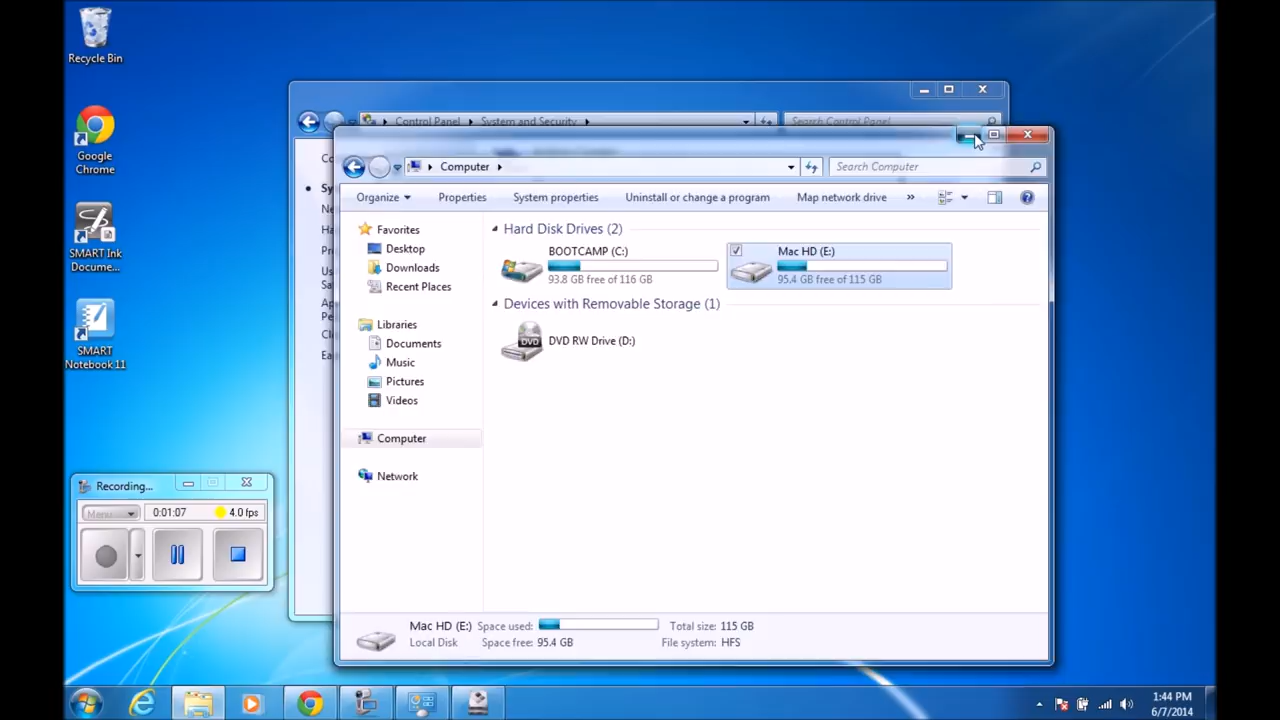 Recycle Bin
Google
Chrome
SMART Ink
Docume...
SMART
Notebook 11
Control Panel
System and Security
Search Control Panel
Computer
Search Computer
Organize
Properties
System properties
Uninstall or change a program
Map network drive
»
Favorites
Desktop
Downloads
Recent Places
Libraries
Documents
Music
Pictures
Videos
Computer
Network
Hard Disk Drives (2)
BOOTCAMP (C:)
93.8 GB free of 116 GB
Mac HD (E:)
95.4 GB free of 115 GB
Devices with Removable Storage (1)
DVD
DVD RW Drive (D:)
Mac HD (E:) Space used: Total size: 115 GB
Local Disk Space free: 95.4 GB File system: HFS
Recording...
Menu
0:01:07
4.0 fps
1:44 PM
6/7/2014